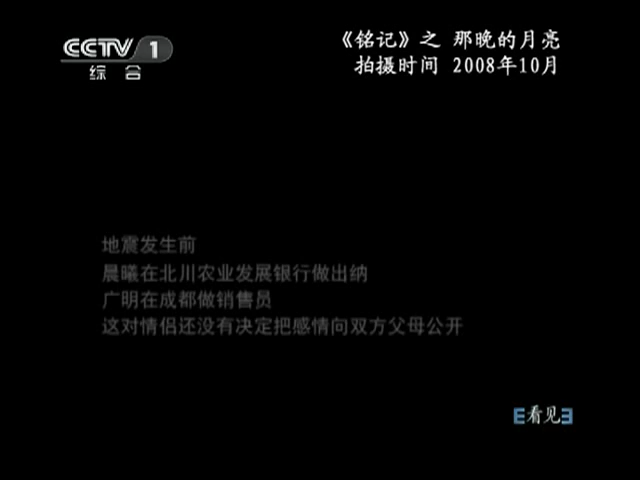 CCTV 1
综合
《铭记》之 那晚的月亮
拍摄时间 2008年10月
地震发生前
晨曦在北川农业发展银行做出纳
广明在成都做销售员
这对情侣还没有决定把感情向双方父母公开
看见